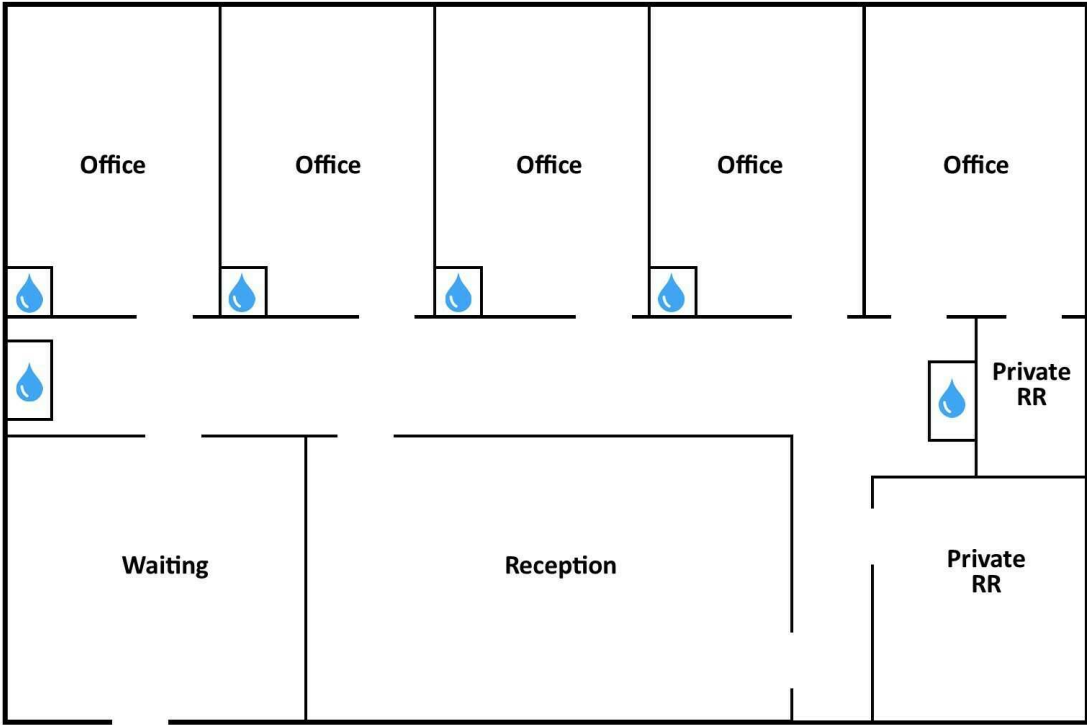 Office
Office
Office
Office
Office
Private
RR
Waiting
Reception
Private
RR